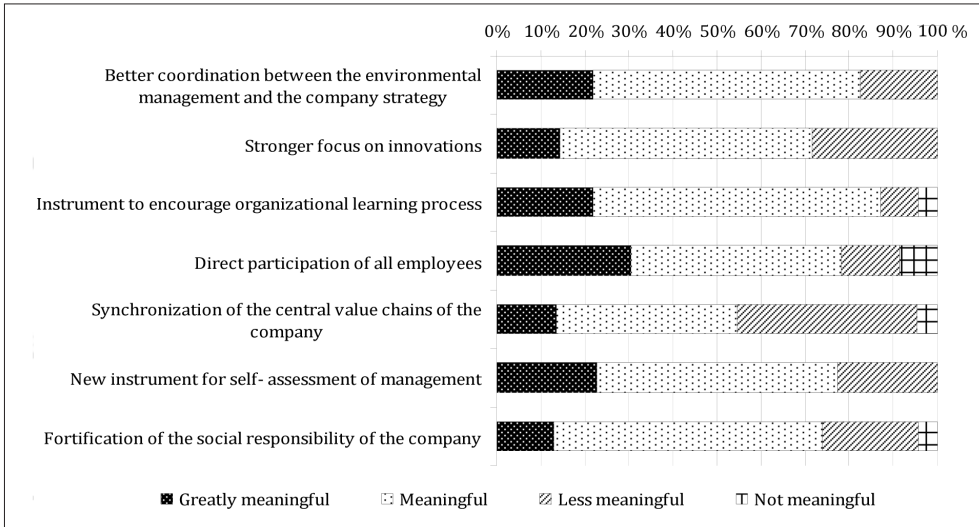 0% 10% 20% 30% 40% 50% 60% 70% 80% 90% 100 %
Better coordination between the environmental
management and the company strategy
Stronger focus on innovations
Instrument to encourage organizational learning process
Direct participation of all employees
Synchronization of the central value chains of the
company
New instrument for self- assessment of management
Fortification of the social responsibility of the company
Greatly meaningful Meaningful Less meaningful Not meaningful